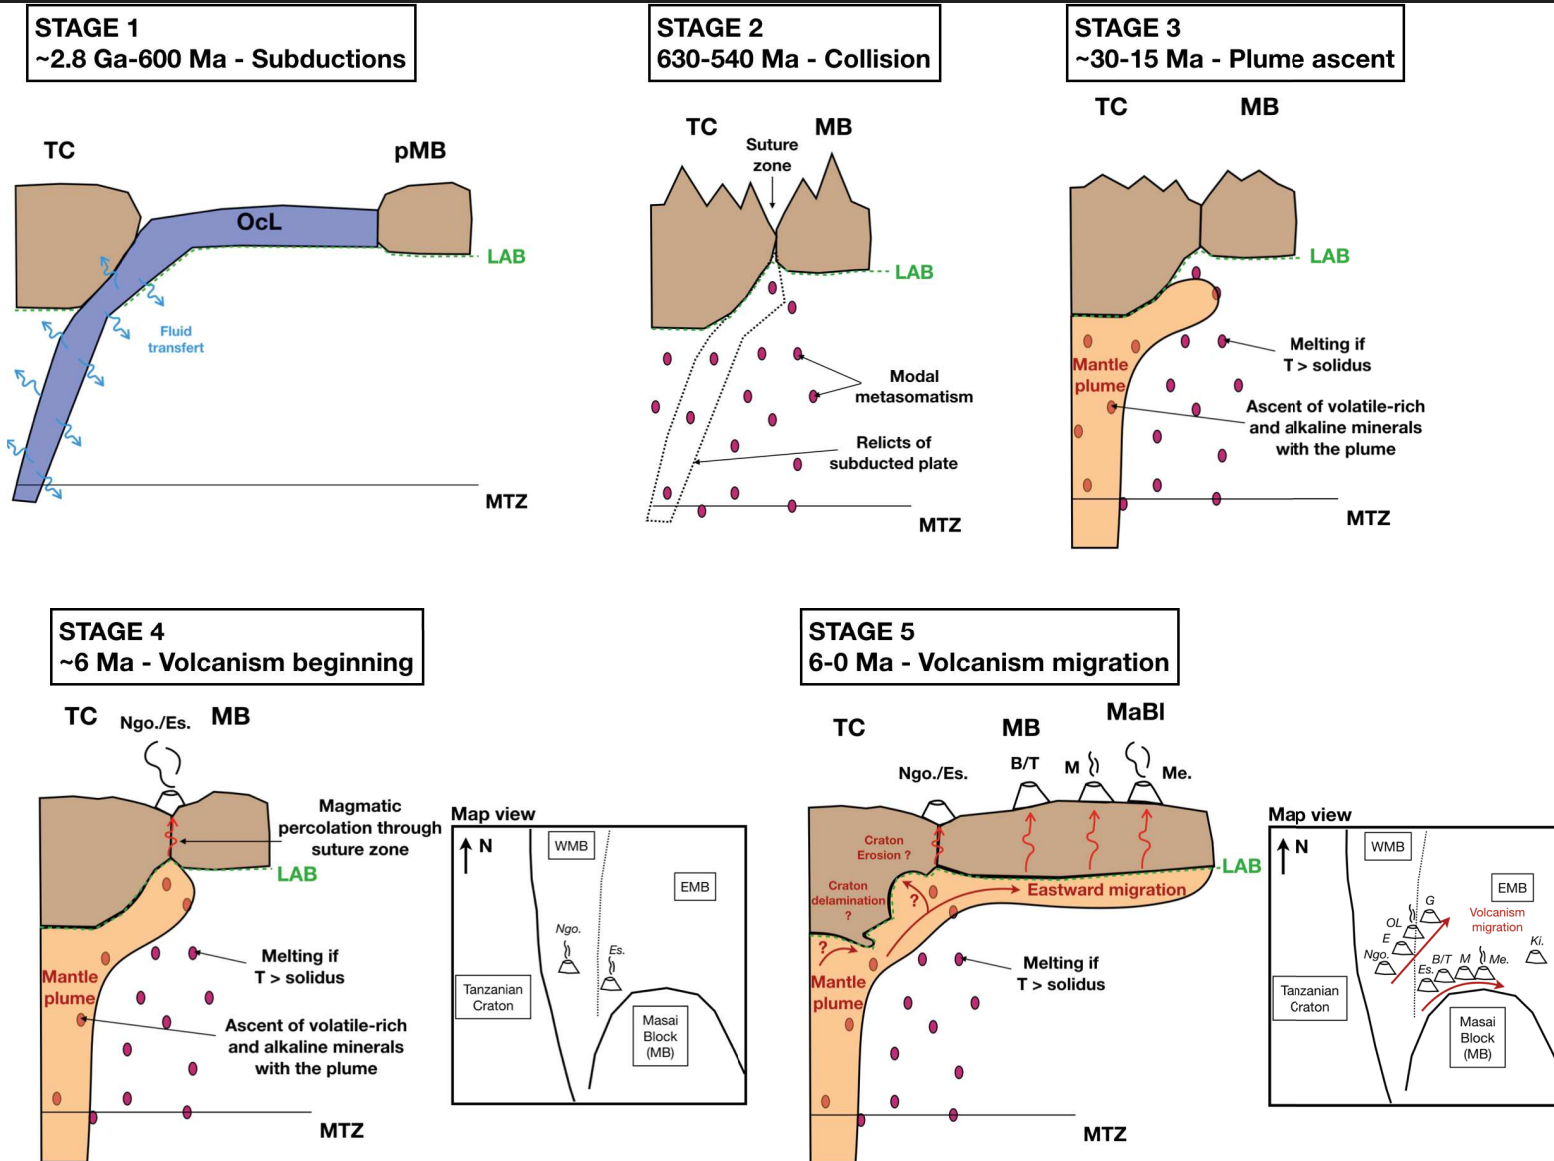 STAGE 1
~2.8 Ga-600 Ma - Subductions
TC
pMB
OcL
LAB
Fluid
transfert
MTZ
STAGE 2
630-540 Ma - Collision
TC
MB
Suture
zone
LAB
Modal
metasomatism
Relicts of
subducted plate
MTZ
STAGE 3
~30-15 Ma - Plume ascent
TC
MB
LAB
Melting if
T > solidus
Mantle
plume
Ascent of volatile-rich
and alkaline minerals
with the plume
MTZ
STAGE 4
~6 Ma - Volcanism beginning
TC
Ngo./Es.
MB
Magmatic
percolation through
suture zone
LAB
Melting if
T > solidus
Mantle
plume
Ascent of volatile-rich
and alkaline minerals
with the plume
MTZ
Map view
N
WMB
EMB
Ngo.
Es.
Tanzanian
Craton
Masai
Block
(MB)
STAGE 5
6-0 Ma - Volcanism migration
TC
MB
MaBl
Ngo./Es.
B/T
M
Me.
Craton
Erosion ?
LAB
Craton
delamination
?
?
Eastward migration
?
Mantle
plume
Melting if
T > solidus
MTZ
Map view
N
WMB
EMB
G
OL
Volcanism
migration
E
Ngo.
Ki.
Es.
B/T
M
Me.
Tanzanian
Craton
Masai
Block
(MB)